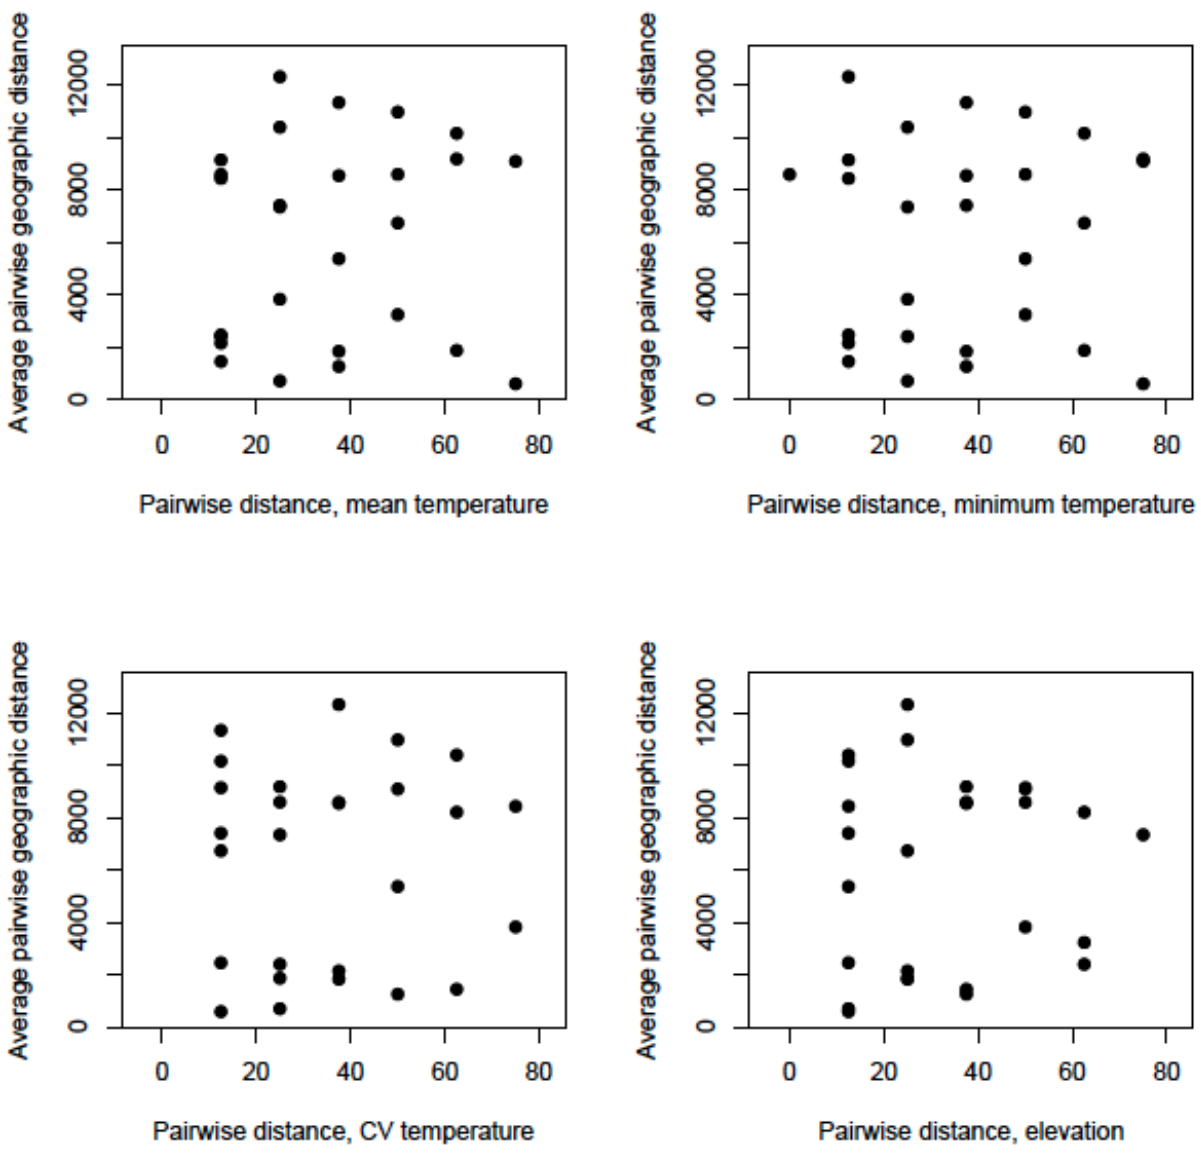 Average pairwise geographic distance
12000
8000
4000
0
0 20 40 60 80
Pairwise distance, mean temperature
Average pairwise geographic distance
12000
8000
4000
0
0 20 40 60 80
Pairwise distance, minimum temperature
Average pairwise geographic distance
12000
8000
4000
0
0 20 40 60 80
Pairwise distance, CV temperature
Average pairwise geographic distance
12000
8000
4000
0
0 20 40 60 80
Pairwise distance, elevation